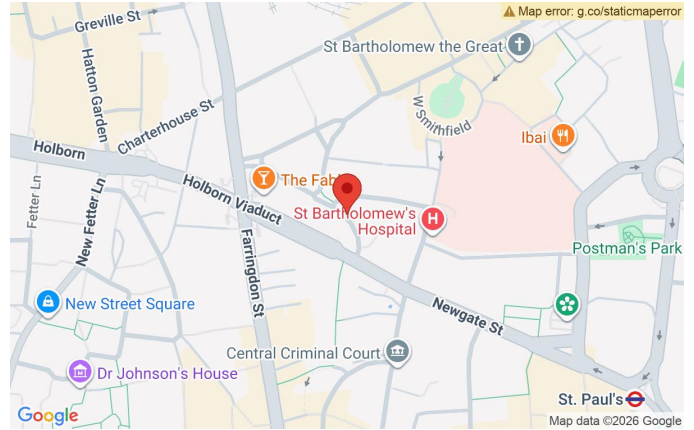 Map error: g.co/staticmaperror
Greville St
St Bartholomew the Great
Hatton Garden
Charterhouse St
W Smithfield
Ibai
Holborn
The Fab
Fetter Ln
New Fetter Ln
Holborn Viaduct
St Bartholomew's
Hospital
H
Postman's Park
Farringdon St
New Street Square
Newgate St
Central Criminal Court
Dr Johnson's House
St. Paul's
Google
Map data ©2026 Google